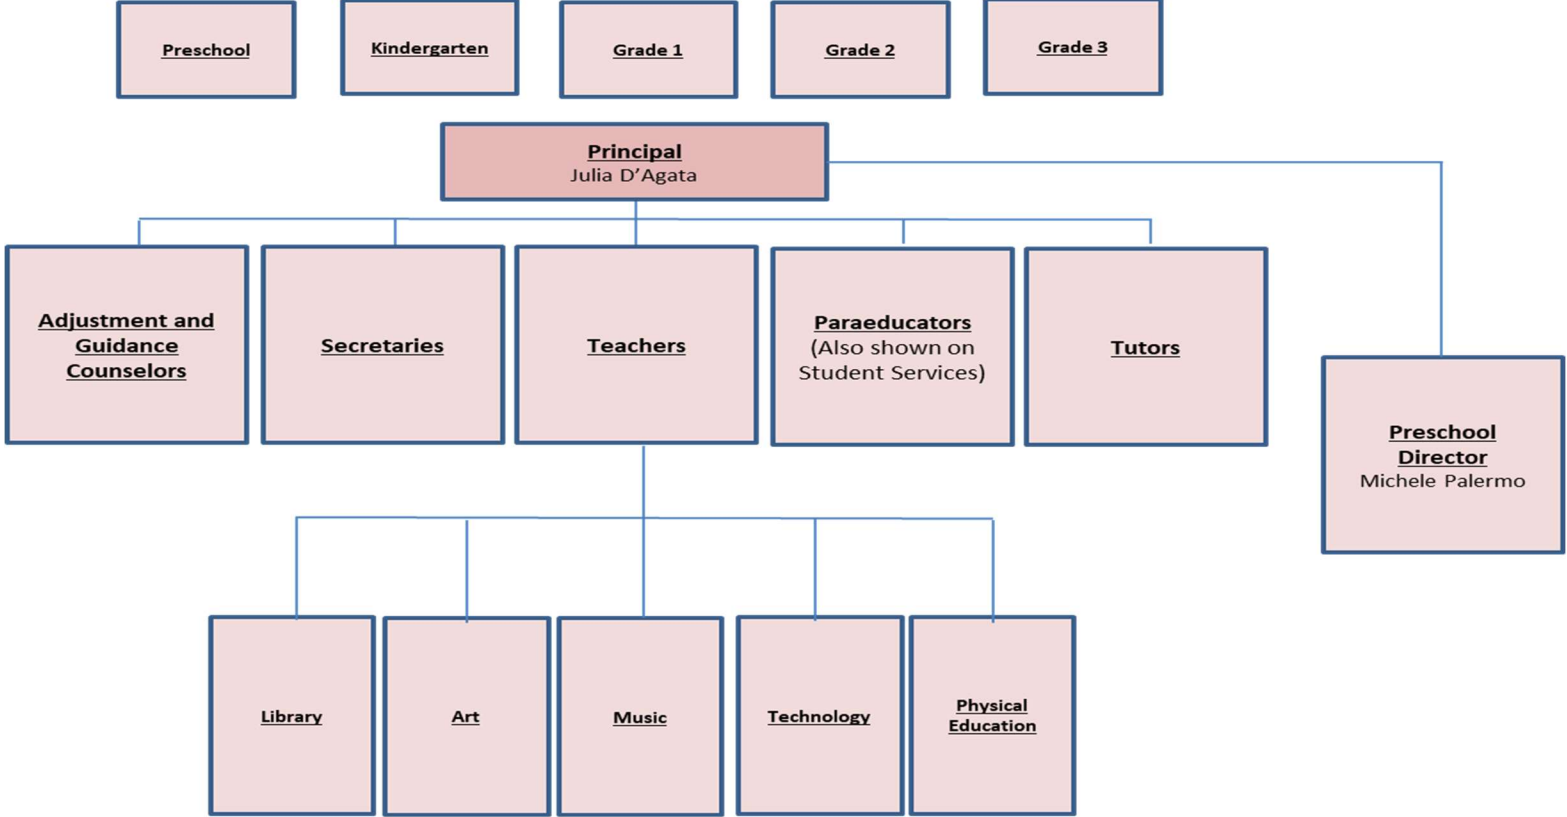 Preschool
Kindergarten
Grade 1
Grade 2
Grade 3
Principal
Julia D’Agata
Adjustment and
Guidance
Counselors
Secretaries
Teachers
Paraeducators
(Also shown on
Student Services)
Tutors
Preschool
Director
Michele Palermo
Library
Art
Music
Technology
Physical
Education